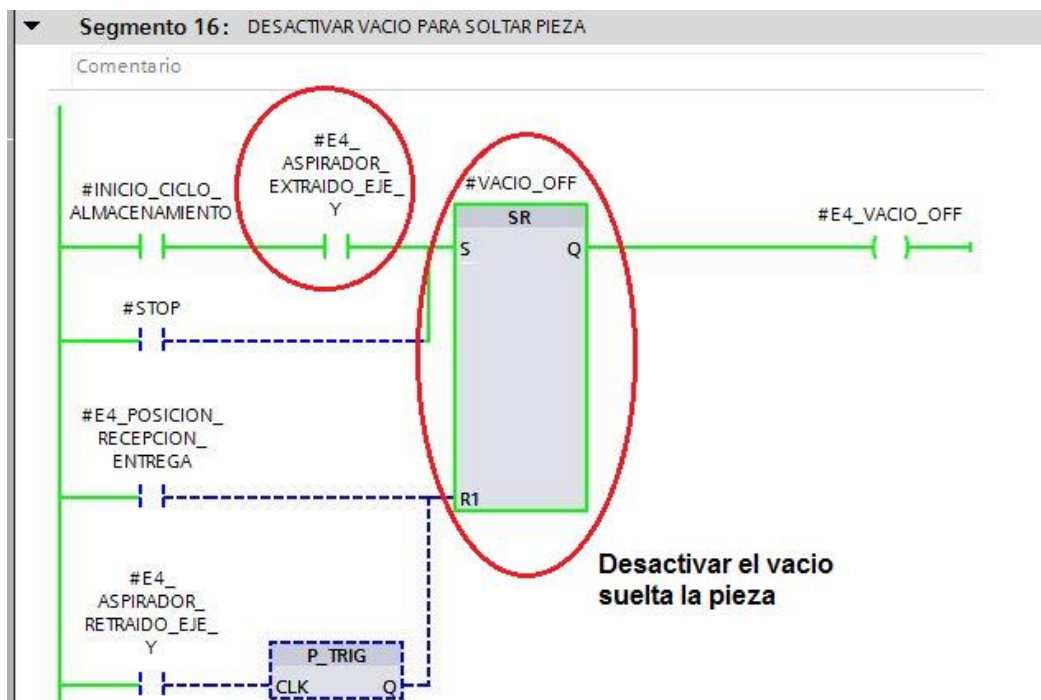 Segmento 16: DESACTIVAR VACIO PARA SOLTAR PIEZA
Comentario
#INICIO_CICLO_
ALMACENAMIENTO
#E4_
ASPIRADOR_
EXTRAIDO_EJE_
Y
#VACIO_OFF
SR
S
Q
#E4_VACIO_OFF
#STOP
#E4_POSICION_
RECEPCION_
ENTREGA
R1
#E4_
ASPIRADOR_
RETRAIDO_EJE_
Y
P_TRIG
CLK
Q
Desactivar el vacio
suelta la pieza